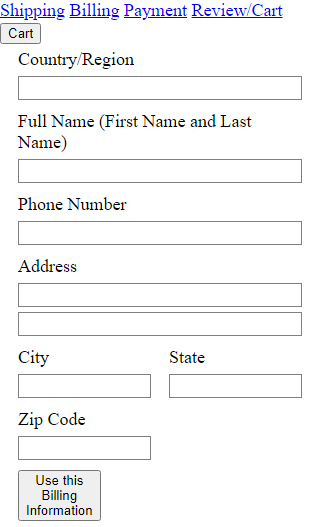 Shipping Billing Payment Review/Cart
Cart
Country/Region
Full Name (First Name and Last
Name)
Phone Number
Address
City State
Zip Code
Use this
Billing
Information